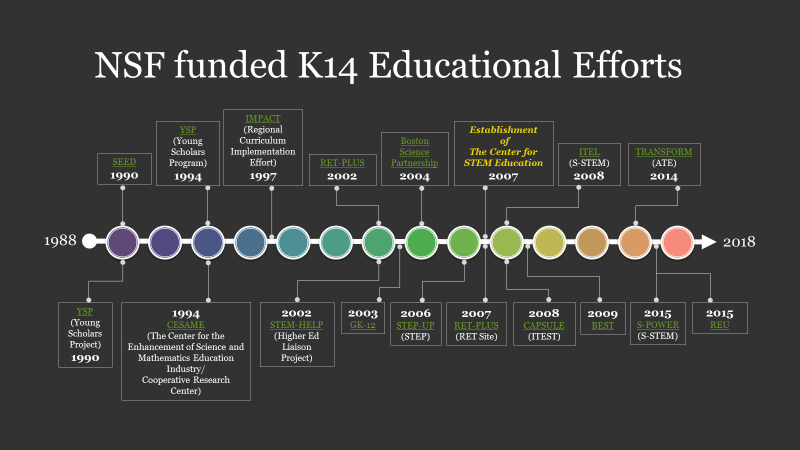 NSF funded K14 Educational Efforts
SEED
1990
YSP
(Young
Scholars
Program)
1994
IMPACT
(Regional
Curriculum
Implementation
Effort)
1997
RET-PLUS
2002
Boston
Science
Partnership
2004
Establishment
of
The Center for
STEM Education
2007
ITEL
(S-STEM)
2008
TRANSFORM
(ATE)
2014
1988
2018
YSP
(Young
Scholars
Project)
1990
1994
CESAME
(The Center for the
Enhancement of Science and
Mathematics Education
Industry/
Cooperative Research
Center)
2002
STEM-HELP
(Higher Ed
Liaison
Project)
2003
GK-12
2006
STEP-UP
(STEP)
2007
RET-PLUS
(RET Site)
2008
CAPSULE
(ITEST)
2009
BEST
2015
S-POWER
(S-STEM)
2015
REU